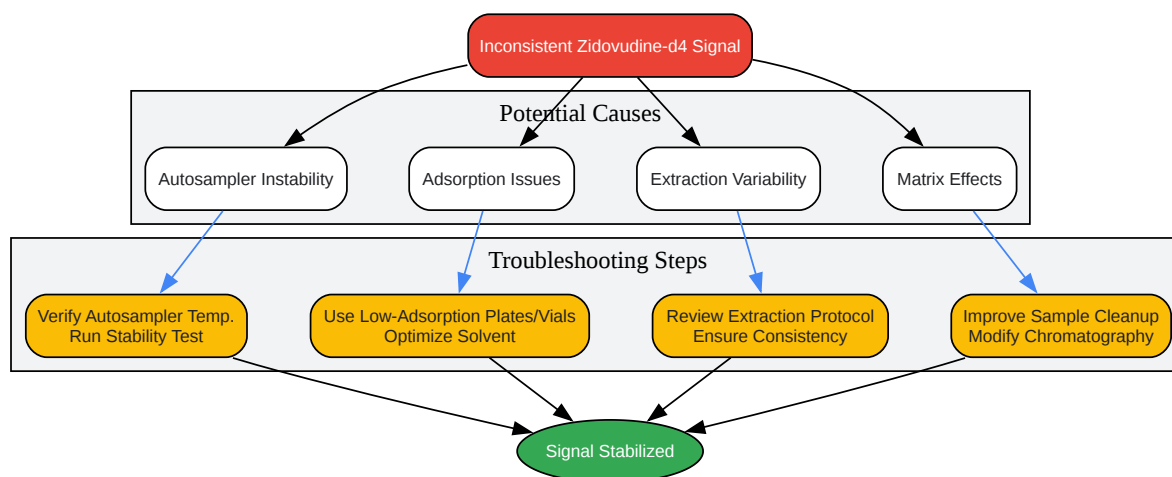 Inconsistent Zidovudine-d4 Signal
Potential Causes
Autosampler Instability
Adsorption Issues
Extraction Variability
Matrix Effects
Troubleshooting Steps
Verify Autosampler Temp.
Run Stability Test
Use Low-Adsorption Plates/Vials
Optimize Solvent
Review Extraction Protocol
Ensure Consistency
Improve Sample Cleanup
Modify Chromatography
Signal Stabilized